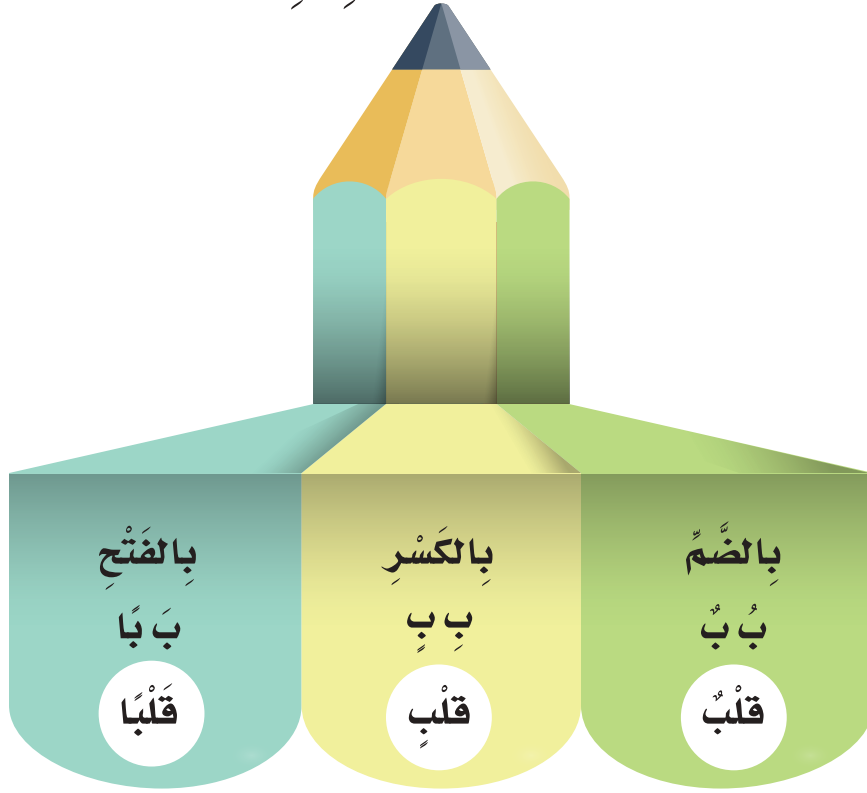 بِالضَّمِّ
بُ بٌ
قلْبٌ
بِالكَسْرِ
بِ بٍ
قلْبٍ
بِالفَتْحِ
بَ بًا
قَلْبًا